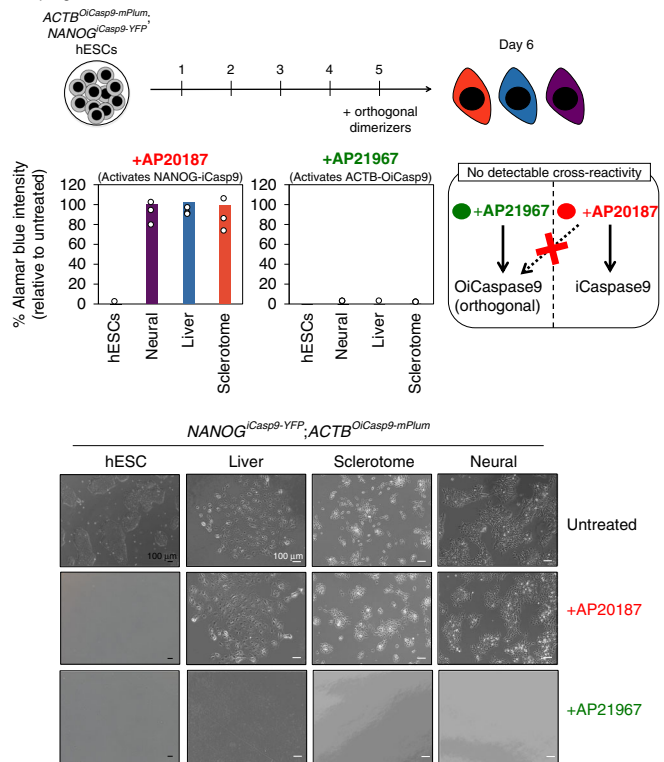 ACTB^OiCasp9-mPlum;
NANOG^iCasp9-YFP
hESCs
1 2 3 4 5
+ orthogonal
dimerizers
Day 6
+AP20187
(Activates NANOG-iCasp9)
+AP21967
(Activates ACTB-OiCasp9)
% Alamar blue intensity
(relative to untreated)
120
100
80
60
40
20
0
hESCs
Neural
Liver
Sclerotome
120
100
80
60
40
20
0
hESCs
Neural
Liver
Sclerotome
No detectable cross-reactivity
+AP21967 +AP20187
OiCaspase9 iCaspase9
(orthogonal)
NANOG^iCasp9-YFP;ACTB^OiCasp9-mPlum
hESC Liver Sclerotome Neural
100 μm 100 μm
Untreated
+AP20187
+AP21967